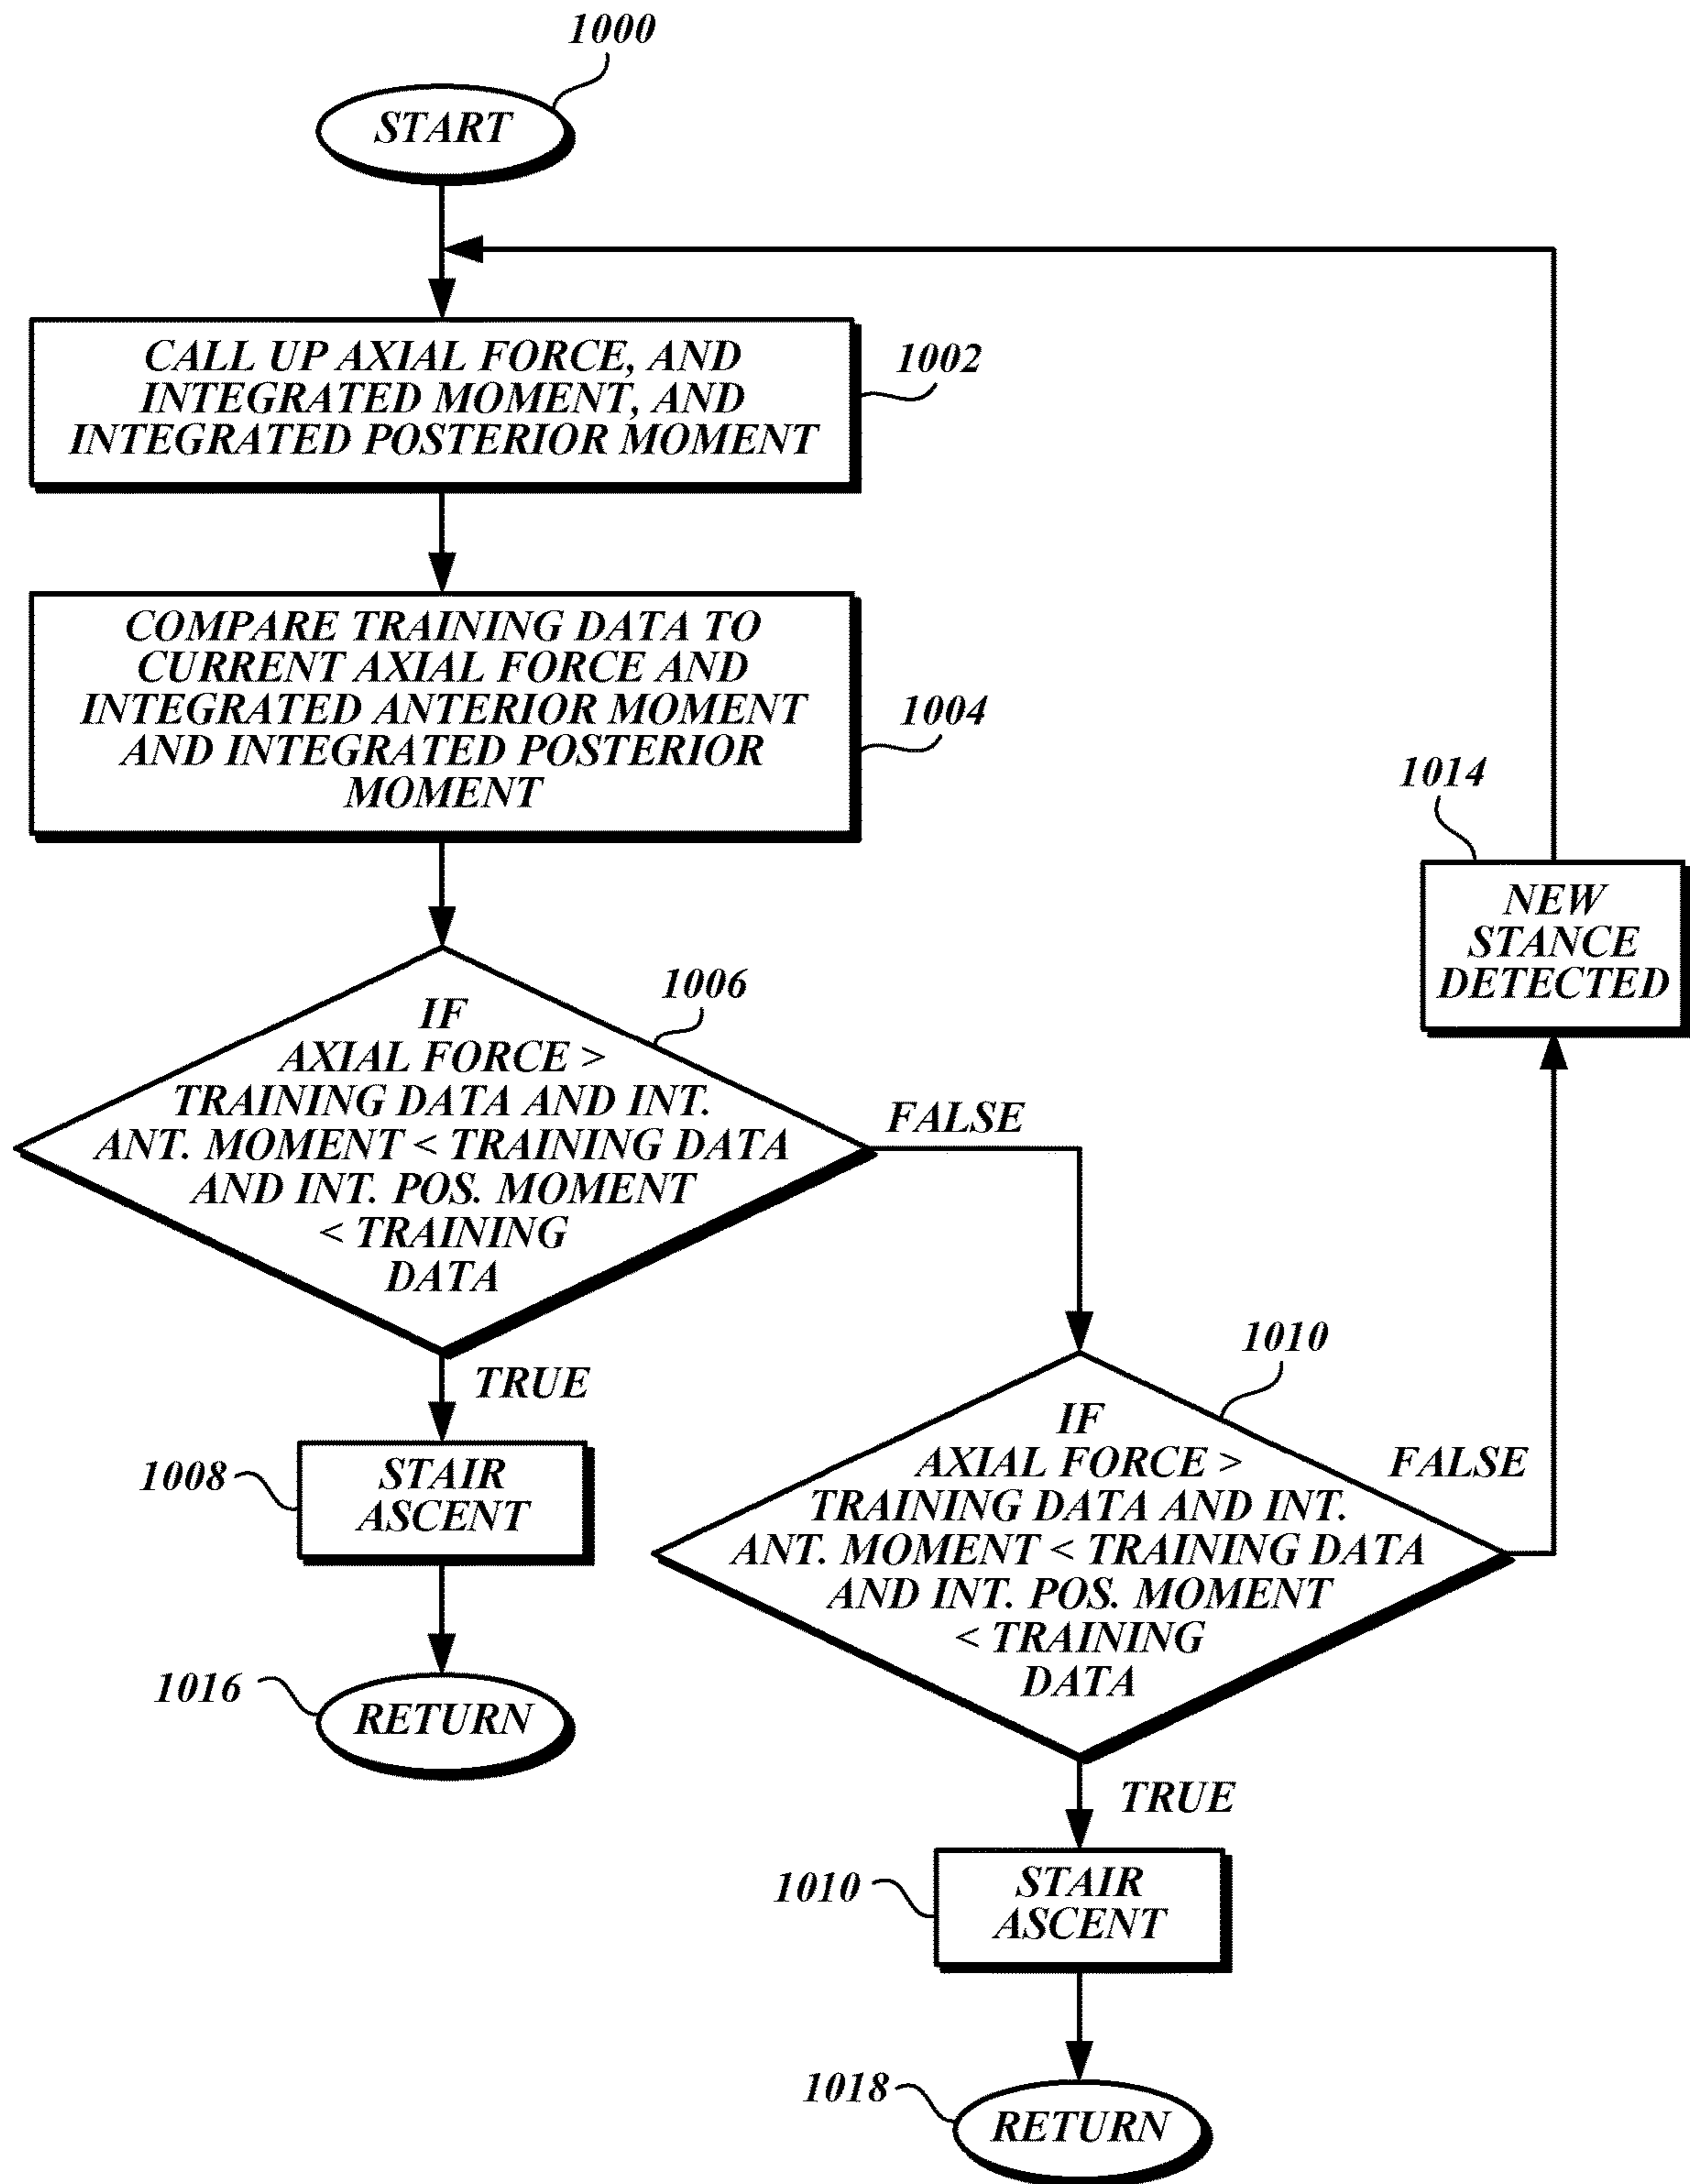 1000
START
CALL UP AXIAL FORCE, AND
INTEGRATED MOMENT, AND
INTEGRATED POSTERIOR MOMENT
1002
COMPARE TRAINING DATA TO
CURRENT AXIAL FORCE AND
INTEGRATED ANTERIOR MOMENT
AND INTEGRATED POSTERIOR
MOMENT
1004
1014
NEW
STANCE
DETECTED
1006
IF
AXIAL FORCE >
TRAINING DATA AND INT.
ANT. MOMENT < TRAINING DATA
AND INT. POS. MOMENT
< TRAINING
DATA
FALSE
TRUE
1008
STAIR
ASCENT
1016
RETURN
1010
IF
AXIAL FORCE >
TRAINING DATA AND INT.
ANT. MOMENT < TRAINING DATA
AND INT. POS. MOMENT
< TRAINING
DATA
FALSE
TRUE
1010
STAIR
ASCENT
1018
RETURN